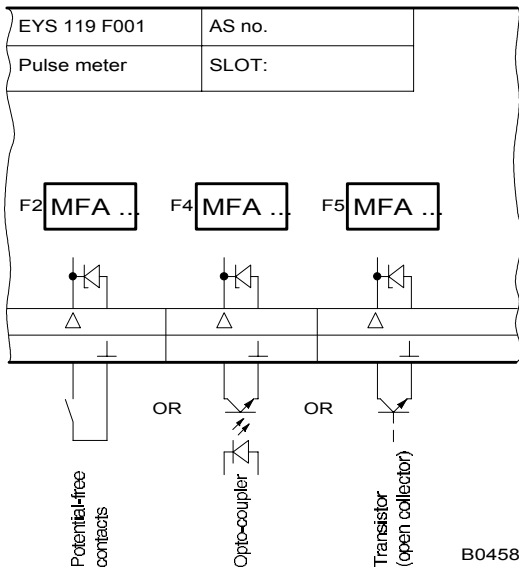 EYS 119 F001 AS no.
Pulse meter SLOT:
F2 MFA ... F4 MFA ... F5 MFA ...
OR OR
Potential-free
contacts
Opto-coupler
Transistor
(open collector)
B0458